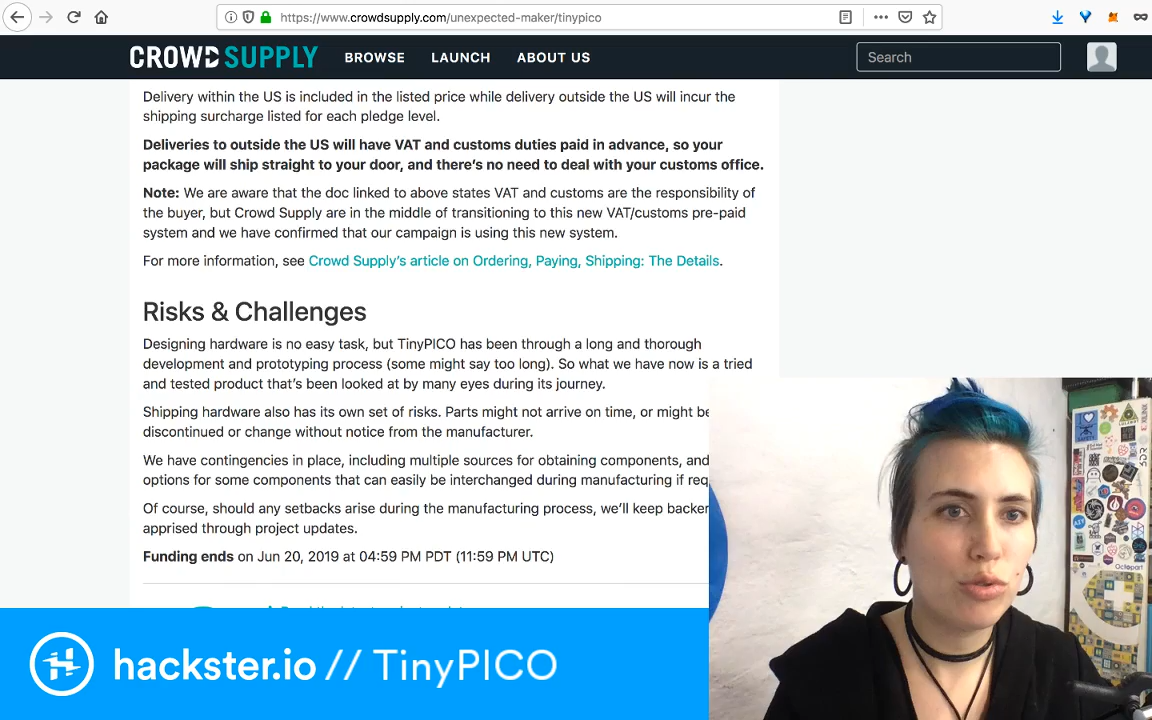 https://www.crowdsupply.com/unexpected-maker/tinypico
CROWD SUPPLY BROWSE LAUNCH ABOUT US Search
Delivery within the US is included in the listed price while delivery outside the US will incur the
shipping surcharge listed for each pledge level.
Deliveries to outside the US will have VAT and customs duties paid in advance, so your
package will ship straight to your door, and there's no need to deal with your customs office.
Note: We are aware that the doc linked to above states VAT and customs are the responsibility of
the buyer, but Crowd Supply are in the middle of transitioning to this new VAT/customs pre-paid
system and we have confirmed that our campaign is using this new system.
For more information, see Crowd Supply's article on Ordering, Paying, Shipping: The Details.
Risks & Challenges
Designing hardware is no easy task, but TinyPICO has been through a long and thorough
development and prototyping process (some might say too long). So what we have now is a tried
and tested product that's been looked at by many eyes during its journey.
Shipping hardware also has its own set of risks. Parts might not arrive on time, or might be
discontinued or change without notice from the manufacturer.
We have contingencies in place, including multiple sources for obtaining components, and
options for some components that can easily be interchanged during manufacturing if req
Of course, should any setbacks arise during the manufacturing process, we'll keep backer
apprised through project updates.
Funding ends on Jun 20, 2019 at 04:59 PM PDT (11:59 PM UTC)
hackster.io // TinyPICO
SAFETY
XILINX
SDR
Octopart